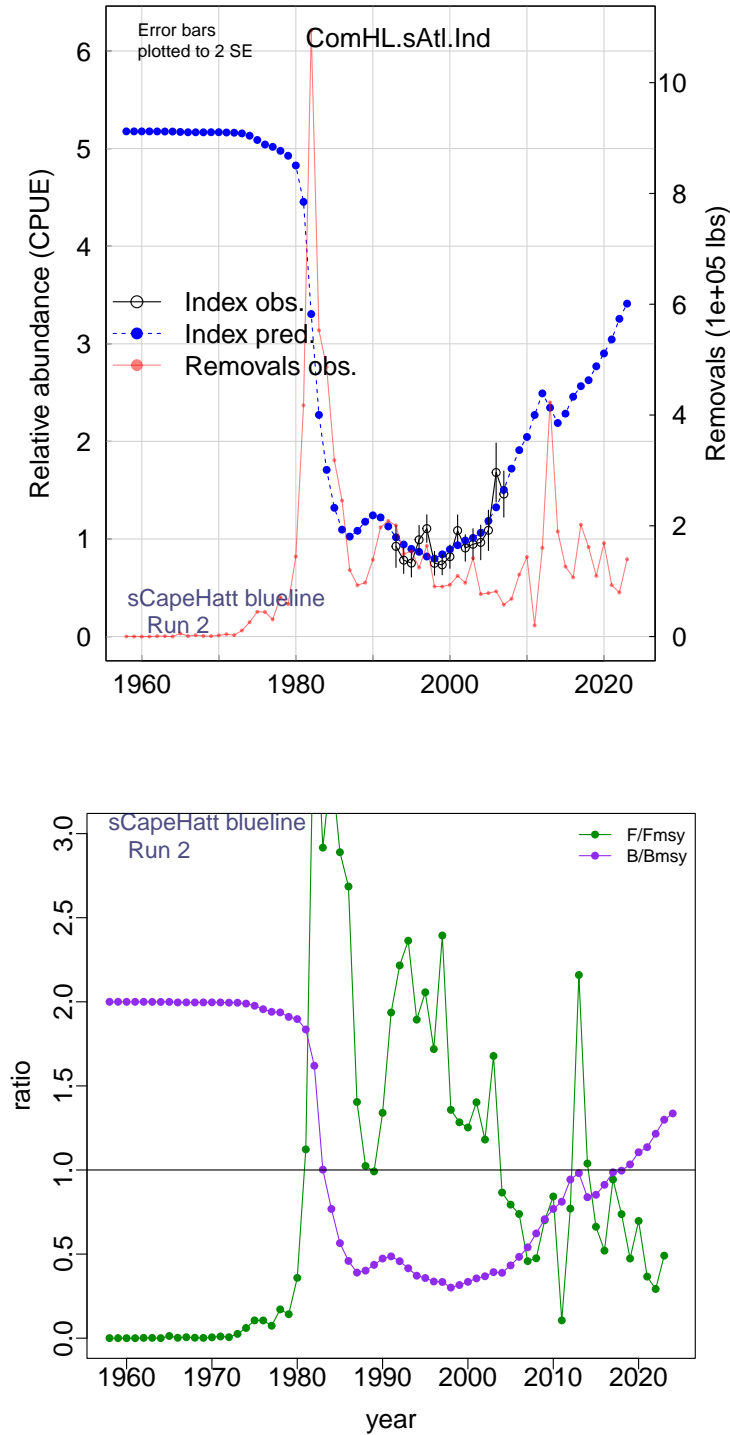 Error bars
plotted to 2 SE
ComHL.sAtl.Ind
Relative abundance (CPUE)
Removals (1e+05 lbs)
6
5
4
3
2
1
0
10
8
6
4
2
0
Index obs.
Index pred.
Removals obs.
sCapeHatt blueline
Run 2
1960 1980 2000 2020
sCapeHatt blueline
Run 2
F/Fmsy
B/Bmsy
ratio
3.0
2.5
2.0
1.5
1.0
0.5
0.0
1960 1970 1980 1990 2000 2010 2020
year